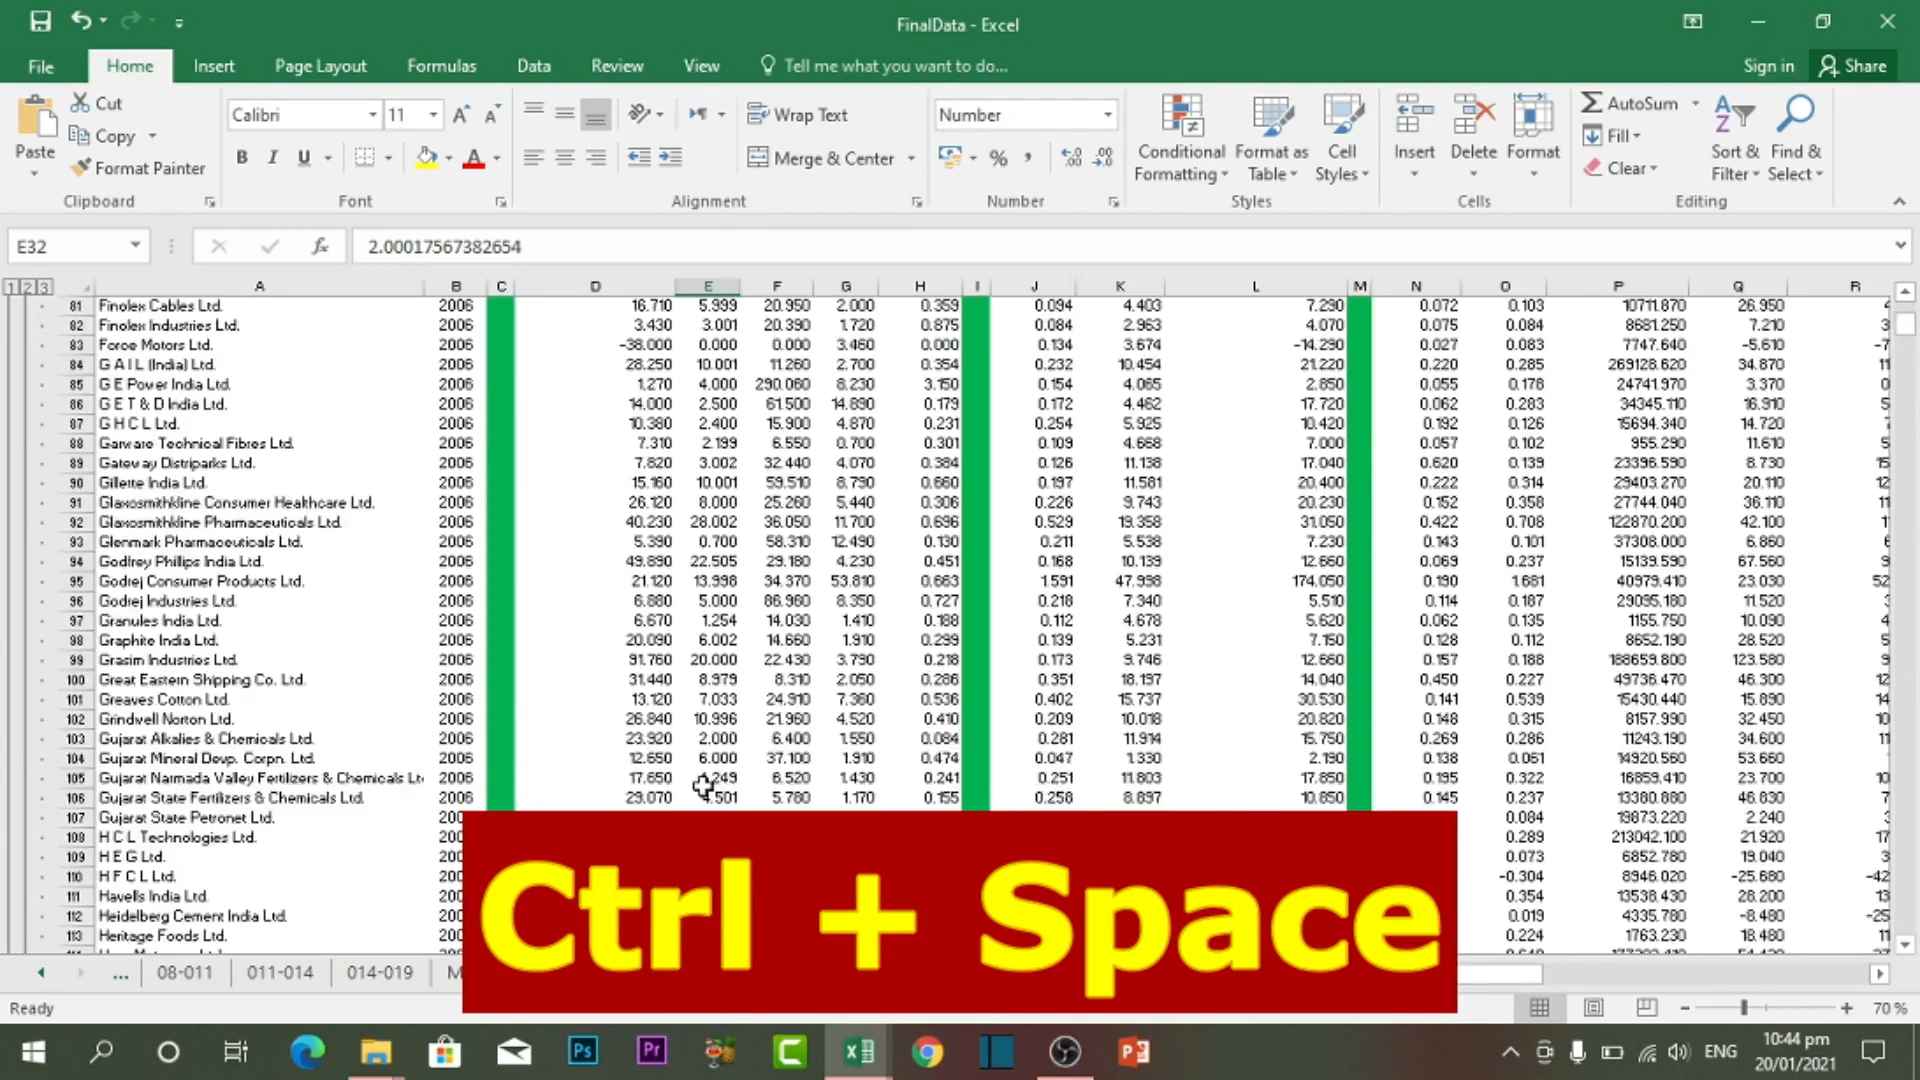 FinalData - Excel
File Home Insert Page Layout Formulas Data Review View Tell me what you want to do... Sign in Share
Paste Cut Copy Format Painter Clipboard
Calibri 11 B I U A Font
Wrap Text Merge & Center Alignment
Number % Number
Conditional Formatting Format as Table Cell Styles Styles
Insert Delete Format Cells
AutoSum Fill Clear Sort & Filter Find & Select Editing
E32 fx 2.00017567382654
1 2 3 A B C D E F G H I J K L M N O P Q R
81 Finolex Cables Ltd. 2006 16.710 5.999 20.950 2.000 0.359 0.094 4.403 7.290 0.072 0.103 10711.870 26.950
82 Finolex Industries Ltd. 2006 3.430 3.001 20.390 1.720 0.875 0.084 2.963 4.070 0.075 0.084 8681.250 7.210
83 Force Motors Ltd. 2006 -38.000 0.000 0.000 3.460 0.000 0.134 3.674 -14.290 0.027 0.083 7747.640 -5.610
84 G A I L (India) Ltd. 2006 28.250 10.001 11.260 2.700 0.354 0.232 10.454 21.220 0.220 0.285 269128.620 34.870
85 G E Power India Ltd. 2006 1.270 4.000 290.060 8.230 3.150 0.154 4.065 2.850 0.055 0.178 24741.970 3.370
86 G E T & D India Ltd. 2006 14.000 2.500 61.500 14.890 0.179 0.172 4.462 17.720 0.062 0.283 34345.110 16.910
87 G H C L Ltd. 2006 10.380 2.400 15.900 4.870 0.231 0.254 5.925 10.420 0.192 0.126 15694.340 14.720
88 Garware Technical Fibres Ltd. 2006 7.310 2.199 6.550 0.700 0.301 0.109 4.668 7.000 0.057 0.102 955.290 11.610
89 Gateway Distriparks Ltd. 2006 7.820 3.002 32.440 4.070 0.384 0.126 11.138 17.040 0.620 0.139 23396.590 8.730
90 Gillette India Ltd. 2006 15.160 10.001 59.510 8.790 0.660 0.197 11.581 20.400 0.222 0.314 29403.270 20.110
91 Glaxosmithkline Consumer Healthcare Ltd. 2006 26.120 8.000 25.260 5.440 0.306 0.226 9.743 20.230 0.152 0.358 27744.040 36.110
92 Glaxosmithkline Pharmaceuticals Ltd. 2006 40.230 28.002 36.050 11.700 0.696 0.529 19.358 31.050 0.422 0.708 122870.200 42.100
93 Glenmark Pharmaceuticals Ltd. 2006 5.390 0.700 58.310 12.490 0.130 0.211 5.538 7.230 0.143 0.101 37308.000 6.860
94 Godfrey Phillips India Ltd. 2006 49.890 22.505 29.180 4.230 0.451 0.168 10.139 12.660 0.069 0.237 15139.590 67.560
95 Godrej Consumer Products Ltd. 2006 21.120 13.998 34.370 53.810 0.663 1.591 47.998 174.050 0.190 1.681 40979.410 23.030
96 Godrej Industries Ltd. 2006 6.880 5.000 86.960 8.350 0.727 0.218 7.340 5.510 0.114 0.187 29095.180 11.520
97 Granules India Ltd. 2006 6.670 1.254 14.030 1.410 0.188 0.112 4.678 5.620 0.062 0.135 1155.750 10.090
98 Graphite India Ltd. 2006 20.090 6.002 14.660 1.910 0.299 0.139 5.231 7.150 0.128 0.112 8652.190 28.520
99 Grasim Industries Ltd. 2006 91.760 20.000 22.430 3.790 0.218 0.173 9.746 12.660 0.157 0.188 188659.800 123.580
100 Great Eastern Shipping Co. Ltd. 2006 31.440 8.979 8.310 2.050 0.286 0.351 18.197 14.040 0.450 0.227 49736.470 46.300
101 Greaves Cotton Ltd. 2006 13.120 7.033 24.910 7.360 0.536 0.402 15.737 30.530 0.141 0.539 15430.440 15.890
102 Grindwell Norton Ltd. 2006 26.840 10.996 21.960 4.520 0.410 0.209 10.018 20.820 0.148 0.315 8157.990 32.450
103 Gujarat Alkalies & Chemicals Ltd. 2006 23.920 2.000 6.400 1.550 0.084 0.281 11.914 15.750 0.269 0.286 11243.190 34.600
104 Gujarat Mineral Devp. Corpn. Ltd. 2006 12.650 6.000 37.100 1.910 0.474 0.047 1.330 2.190 0.138 0.061 14920.560 53.660
105 Gujarat Narmada Valley Fertilizers & Chemicals Lt 2006 17.650 6.520 1.430 0.241 0.251 11.803 17.850 0.195 0.322 16859.410 23.700
106 Gujarat State Fertilizers & Chemicals Ltd. 2006 29.070 5.780 1.170 0.155 0.258 8.897 10.850 0.145 0.237 13380.880 46.830
107 Gujarat State Petronet Ltd. 0.084 19873.220 2.240
108 H C L Technologies Ltd. 0.289 213042.100 21.920
109 H E G Ltd. 0.073 6852.780 19.040
110 H F C L Ltd. -0.304 8946.020 -25.680
111 Havells India Ltd. 0.354 13538.430 28.200
112 Heidelberg Cement India Ltd. 0.019 4335.780 -8.480
113 Heritage Foods Ltd. 0.224 1763.230 18.480
Ctrl + Space
... 08-011 011-014 014-019
Ready 70 %
Ps Pr ENG 10:44 pm
20/01/2021